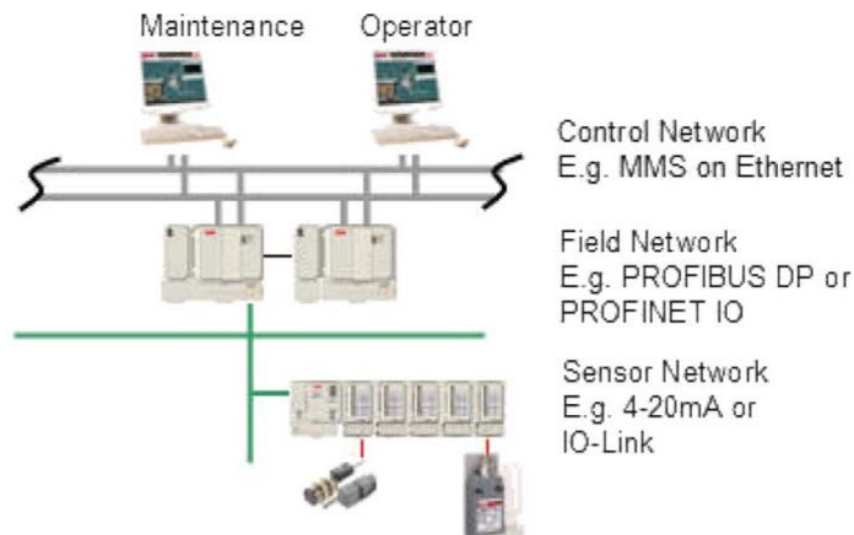 Maintenance
Operator
Control Network
E.g. MMS on Ethernet
Field Network
E.g. PROFIBUS DP or
PROFINET IO
Sensor Network
E.g. 4-20mA or
IO-Link